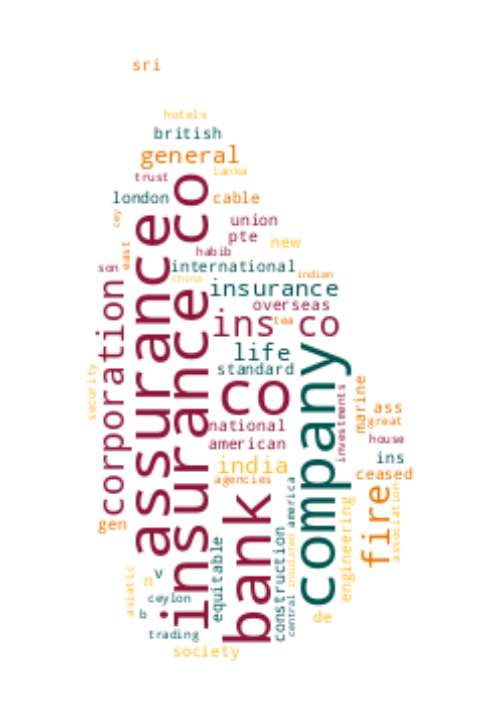 sri
hotels
british
general
trust
lanka
co
london
cable
cey
union
pte
new
east
habib
son
international
indian
china
insurance
overseas
assurance
insurance
corporation
ins
tea
co
life
standard
company
security
co
investments
marine
ass
great
national
house
american
ins
india
ceased
agencies
bank
america
fire
association
engineering
gen
equitable
construction
insulated
central
asiatic
v
n
ceylon
b
de
trading
society